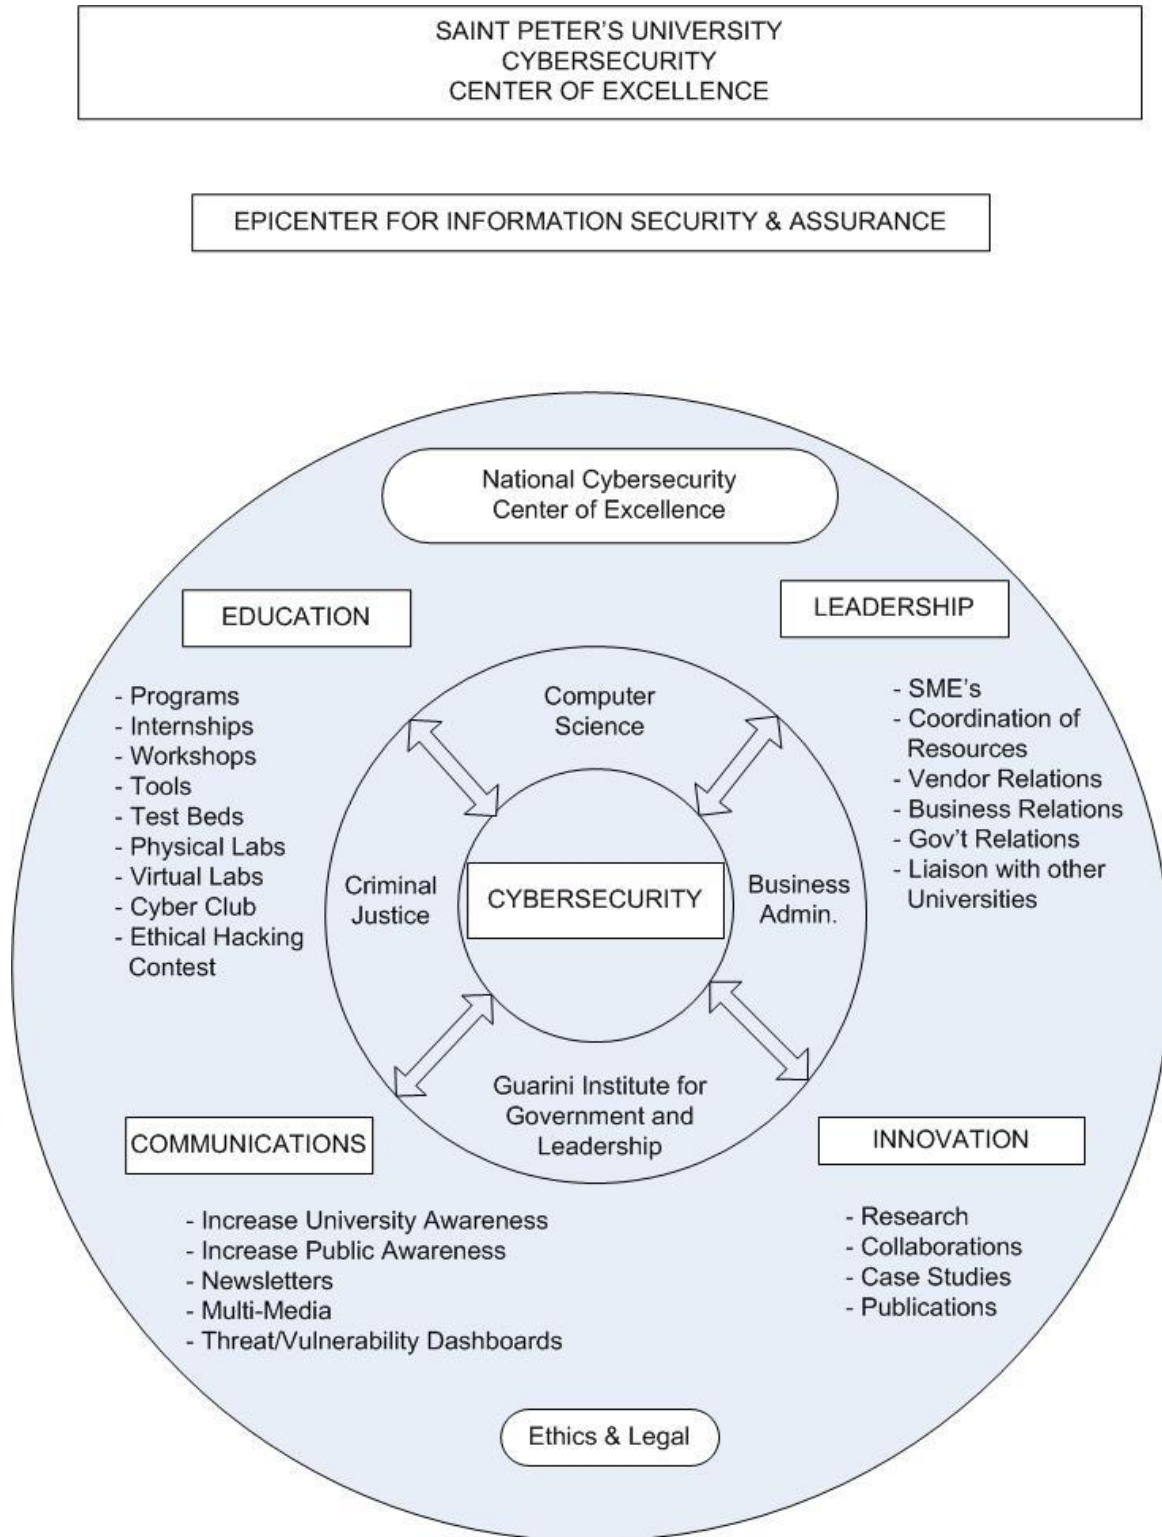 SAINT PETER'S UNIVERSITY
CYBERSECURITY
CENTER OF EXCELLENCE
EPICENTER FOR INFORMATION SECURITY & ASSURANCE
National Cybersecurity
Center of Excellence
EDUCATION
- Programs
- Internships
- Workshops
- Tools
- Test Beds
- Physical Labs
- Virtual Labs
- Cyber Club
- Ethical Hacking
Contest
LEADERSHIP
- SME's
- Coordination of
Resources
- Vendor Relations
- Business Relations
- Gov't Relations
- Liaison with other
Universities
Computer
Science
Criminal
Justice
CYBERSECURITY
Business
Admin.
Guarini Institute for
Government and
Leadership
COMMUNICATIONS
- Increase University Awareness
- Increase Public Awareness
- Newsletters
- Multi-Media
- Threat/Vulnerability Dashboards
INNOVATION
- Research
- Collaborations
- Case Studies
- Publications
Ethics & Legal